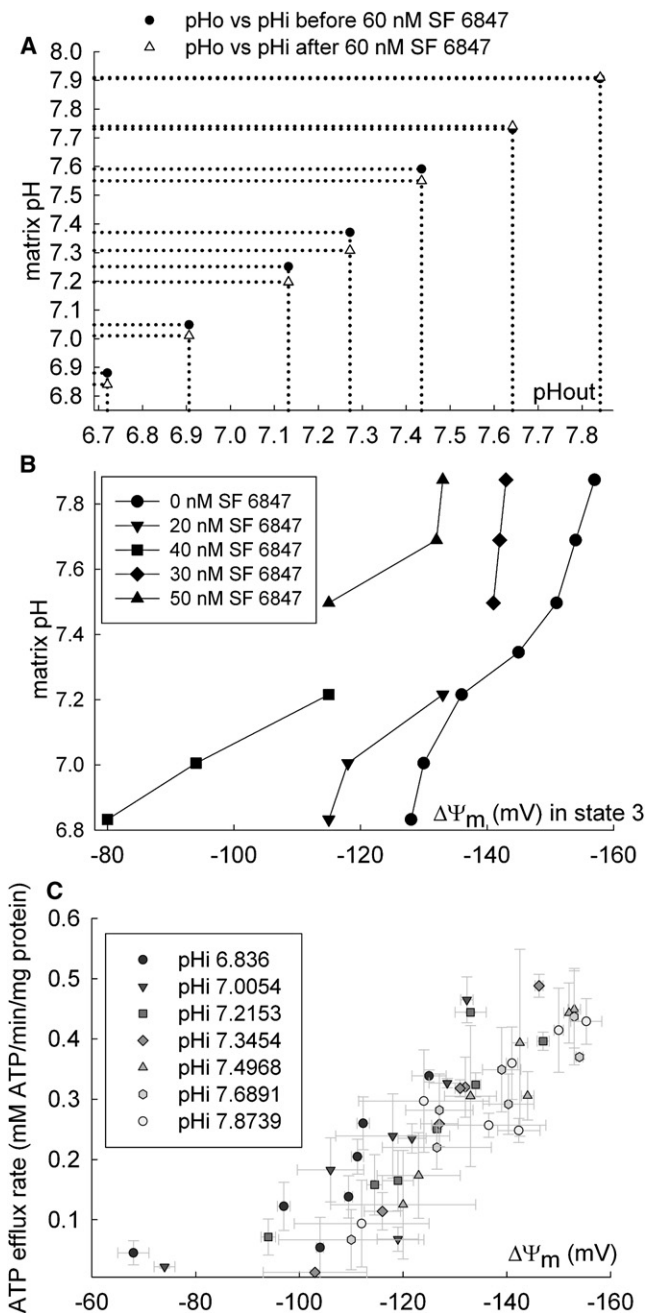 pHo vs pHi before 60 nM SF 6847
pHo vs pHi after 60 nM SF 6847
A
8.0
7.9
7.8
7.7
7.6
7.5
7.4
7.3
7.2
7.1
7.0
6.9
6.8
matrix pH
pHout
6.7 6.8 6.9 7.0 7.1 7.2 7.3 7.4 7.5 7.6 7.7 7.8
B
7.8
7.6
7.4
7.2
7.0
6.8
matrix pH
0 nM SF 6847
20 nM SF 6847
40 nM SF 6847
30 nM SF 6847
50 nM SF 6847
ΔΨm (mV) in state 3
-80 -100 -120 -140 -160
C
0.6
0.5
0.4
0.3
0.2
0.1
ATP efflux rate (mM ATP/min/mg protein)
pHi 6.836
pHi 7.0054
pHi 7.2153
pHi 7.3454
pHi 7.4968
pHi 7.6891
pHi 7.8739
ΔΨm (mV)
-60 -80 -100 -120 -140 -160